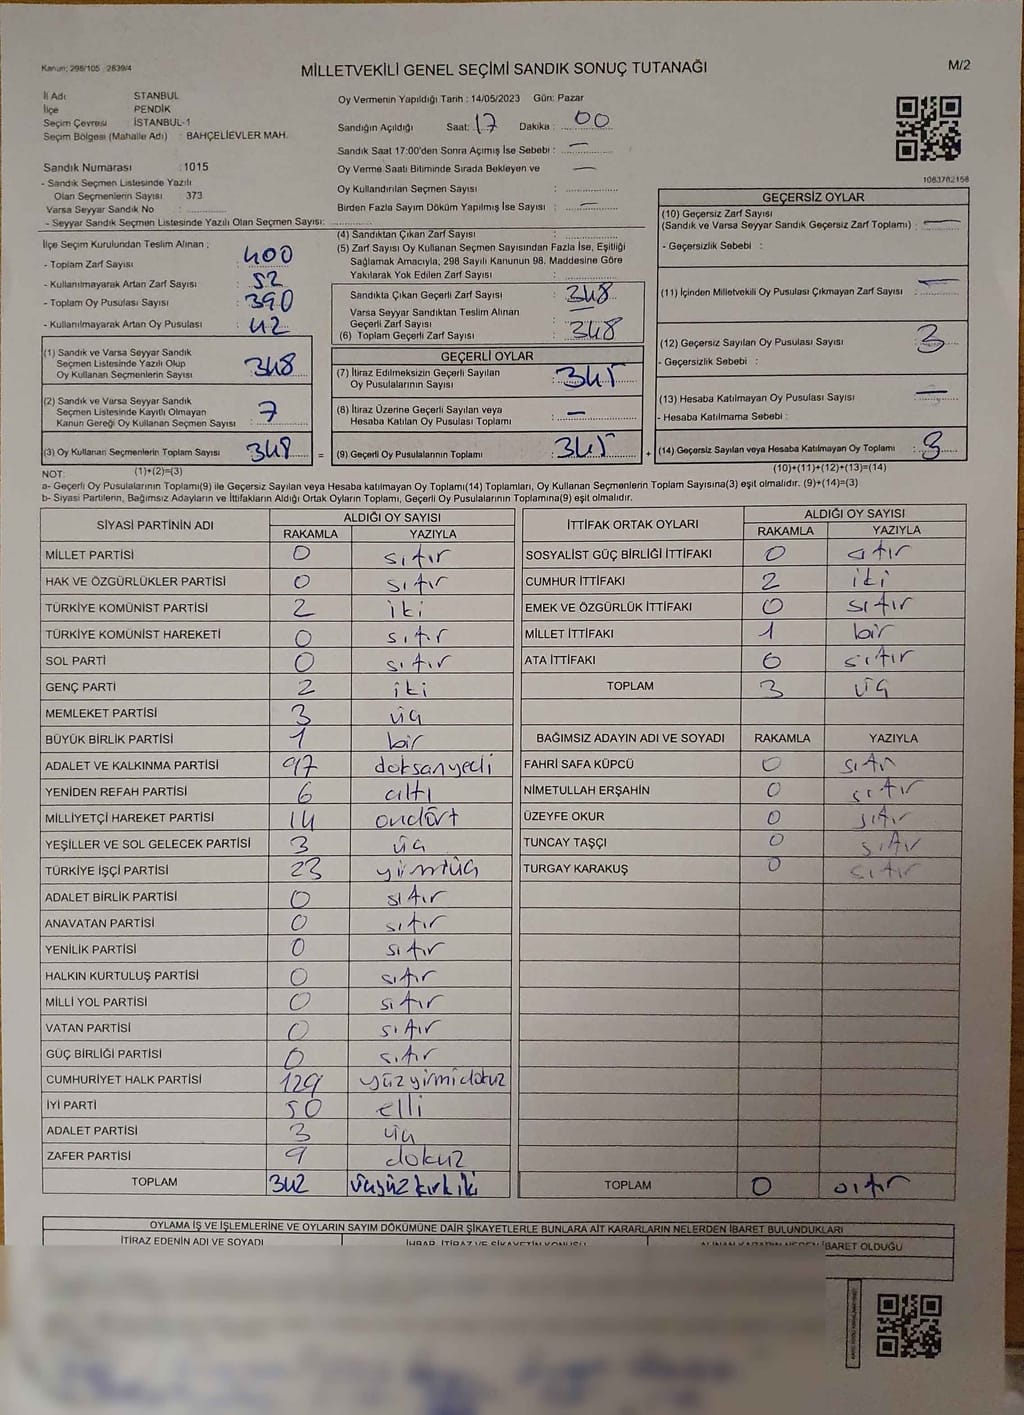 Kanun: 298/105 2839/4
MİLLETVEKİLİ GENEL SEÇİMİ SANDIK SONUÇ TUTANAĞI
M/2
İl Adı STANBUL
İlçe PENDİK
Seçim Çevresi : İSTANBUL-1
Seçim Bölgesi (Mahalle Adı) : BAHÇELİEVLER MAH.
Sandık Numarası : 1015
- Sandık Seçmen Listesinde Yazılı
Olan Seçmenlerin Sayısı 373
Varsa Seyyar Sandık No :
- Seyyar Sandık Seçmen Listesinde Yazılı Olan Seçmen Sayısı:
Oy Vermenin Yapıldığı Tarih : 14/05/2023 Gün: Pazar
Sandığın Açıldığı Saat: 17 Dakika : 00
Sandık Saat 17:00'den Sonra Açımış İse Sebebi : —
Oy Verme Saati Bitiminde Sırada Bekleyen ve —
Oy Kullandırılan Seçmen Sayısı :
Birden Fazla Sayım Döküm Yapılmış İse Sayısı : —
1083782158
İlçe Seçim Kurulundan Teslim Alınan :
- Toplam Zarf Sayısı : 400
- Kullanılmayarak Artan Zarf Sayısı : 52
- Toplam Oy Pusulası Sayısı : 390
- Kullanılmayarak Artan Oy Pusulası : 42
(1) Sandık ve Varsa Seyyar Sandık
Seçmen Listesinde Yazılı Olup
Oy Kullanan Seçmenlerin Sayısı : 348
(2) Sandık ve Varsa Seyyar Sandık
Seçmen Listesinde Kayıtlı Olmayan
Kanun Gereği Oy Kullanan Seçmen Sayısı : 7
(3) Oy Kullanan Seçmenlerin Toplam Sayısı : 348
(1)+(2)=(3)
(4) Sandıktan Çıkan Zarf Sayısı :
(5) Zarf Sayısı Oy Kullanan Seçmen Sayısından Fazla İse, Eşitliği
Sağlamak Amacıyla, 298 Sayılı Kanunun 98. Maddesine Göre
Yakılarak Yok Edilen Zarf Sayısı :
Sandıkta Çıkan Geçerli Zarf Sayısı : 348
Varsa Seyyar Sandıktan Teslim Alınan
Geçerli Zarf Sayısı : —
(6) Toplam Geçerli Zarf Sayısı : 348
GEÇERLİ OYLAR
(7) İtiraz Edilmeksizin Geçerli Sayılan
Oy Pusulalarının Sayısı : 345
(8) İtiraz Üzerine Geçerli Sayılan veya
Hesaba Katılan Oy Pusulası Toplamı : —
= (9) Geçerli Oy Pusulalarının Toplamı : 345
GEÇERSİZ OYLAR
(10) Geçersiz Zarf Sayısı
(Sandık ve Varsa Seyyar Sandık Geçersiz Zarf Toplamı) : —
- Geçersizlik Sebebi :
(11) İçinden Milletvekili Oy Pusulası Çıkmayan Zarf Sayısı : —
(12) Geçersiz Sayılan Oy Pusulası Sayısı : 3
- Geçersizlik Sebebi :
(13) Hesaba Katılmayan Oy Pusulası Sayısı : —
- Hesaba Katılmama Sebebi :
+ (14) Geçersiz Sayılan veya Hesaba Katılmayan Oy Toplamı : 3
(10)+(11)+(12)+(13)=(14)
NOT:
a- Geçerli Oy Pusulalarının Toplamı(9) ile Geçersiz Sayılan veya Hesaba katılmayan Oy Toplamı(14) Toplamları, Oy Kullanan Seçmenlerin Toplam Sayısına(3) eşit olmalıdır. (9)+(14)=(3)
b- Siyasi Partilerin, Bağımsız Adayların ve İttifakların Aldığı Ortak Oyların Toplamı, Geçerli Oy Pusulalarının Toplamına(9) eşit olmalıdır.
SİYASİ PARTİNİN ADI ALDIĞI OY SAYISI
RAKAMLA YAZIYLA
MİLLET PARTİSİ 0 sıfır
HAK VE ÖZGÜRLÜKLER PARTİSİ 0 sıfır
TÜRKİYE KOMÜNİST PARTİSİ 2 iki
TÜRKİYE KOMÜNİST HAREKETİ 0 sıfır
SOL PARTİ 0 sıfır
GENÇ PARTİ 2 iki
MEMLEKET PARTİSİ 3 üç
BÜYÜK BİRLİK PARTİSİ 1 bir
ADALET VE KALKINMA PARTİSİ 97 doksanyedi
YENİDEN REFAH PARTİSİ 6 altı
MİLLİYETÇİ HAREKET PARTİSİ 14 ondört
YEŞİLLER VE SOL GELECEK PARTİSİ 3 üç
TÜRKİYE İŞÇİ PARTİSİ 23 yirmiüç
ADALET BİRLİK PARTİSİ 0 sıfır
ANAVATAN PARTİSİ 0 sıfır
YENİLİK PARTİSİ 0 sıfır
HALKIN KURTULUŞ PARTİSİ 0 sıfır
MİLLİ YOL PARTİSİ 0 sıfır
VATAN PARTİSİ 0 sıfır
GÜÇ BİRLİĞİ PARTİSİ 0 sıfır
CUMHURİYET HALK PARTİSİ 129 yüzyirmidokuz
İYİ PARTİ 50 elli
ADALET PARTİSİ 3 üç
ZAFER PARTİSİ 9 dokuz
TOPLAM 342 üçyüzkırkiki
İTTİFAK ORTAK OYLARI ALDIĞI OY SAYISI
RAKAMLA YAZIYLA
SOSYALİST GÜÇ BİRLİĞİ İTTİFAKI 0 sıfır
CUMHUR İTTİFAKI 2 iki
EMEK VE ÖZGÜRLÜK İTTİFAKI 0 sıfır
MİLLET İTTİFAKI 1 bir
ATA İTTİFAKI 0 sıfır
TOPLAM 3 üç
BAĞIMSIZ ADAYIN ADI VE SOYADI RAKAMLA YAZIYLA
FAHRİ SAFA KÜPCÜ 0 sıfır
NİMETULLAH ERŞAHİN 0 sıfır
ÜZEYFE OKUR 0 sıfır
TUNCAY TAŞÇI 0 sıfır
TURGAY KARAKUŞ 0 sıfır
TOPLAM 0 sıfır
OYLAMA İŞ VE İŞLEMLERİNE VE OYLARIN SAYIM DÖKÜMÜNE DAİR ŞİKAYETLERLE BUNLARA AİT KARARLARIN NELERDEN İBARET BULUNDUKLARI
İTİRAZ EDENİN ADI VE SOYADI İHBAR, İTİRAZ VE ŞİKAYETİN KONUSU ALINAN KARARIN NEDEN İBARET OLDUĞU